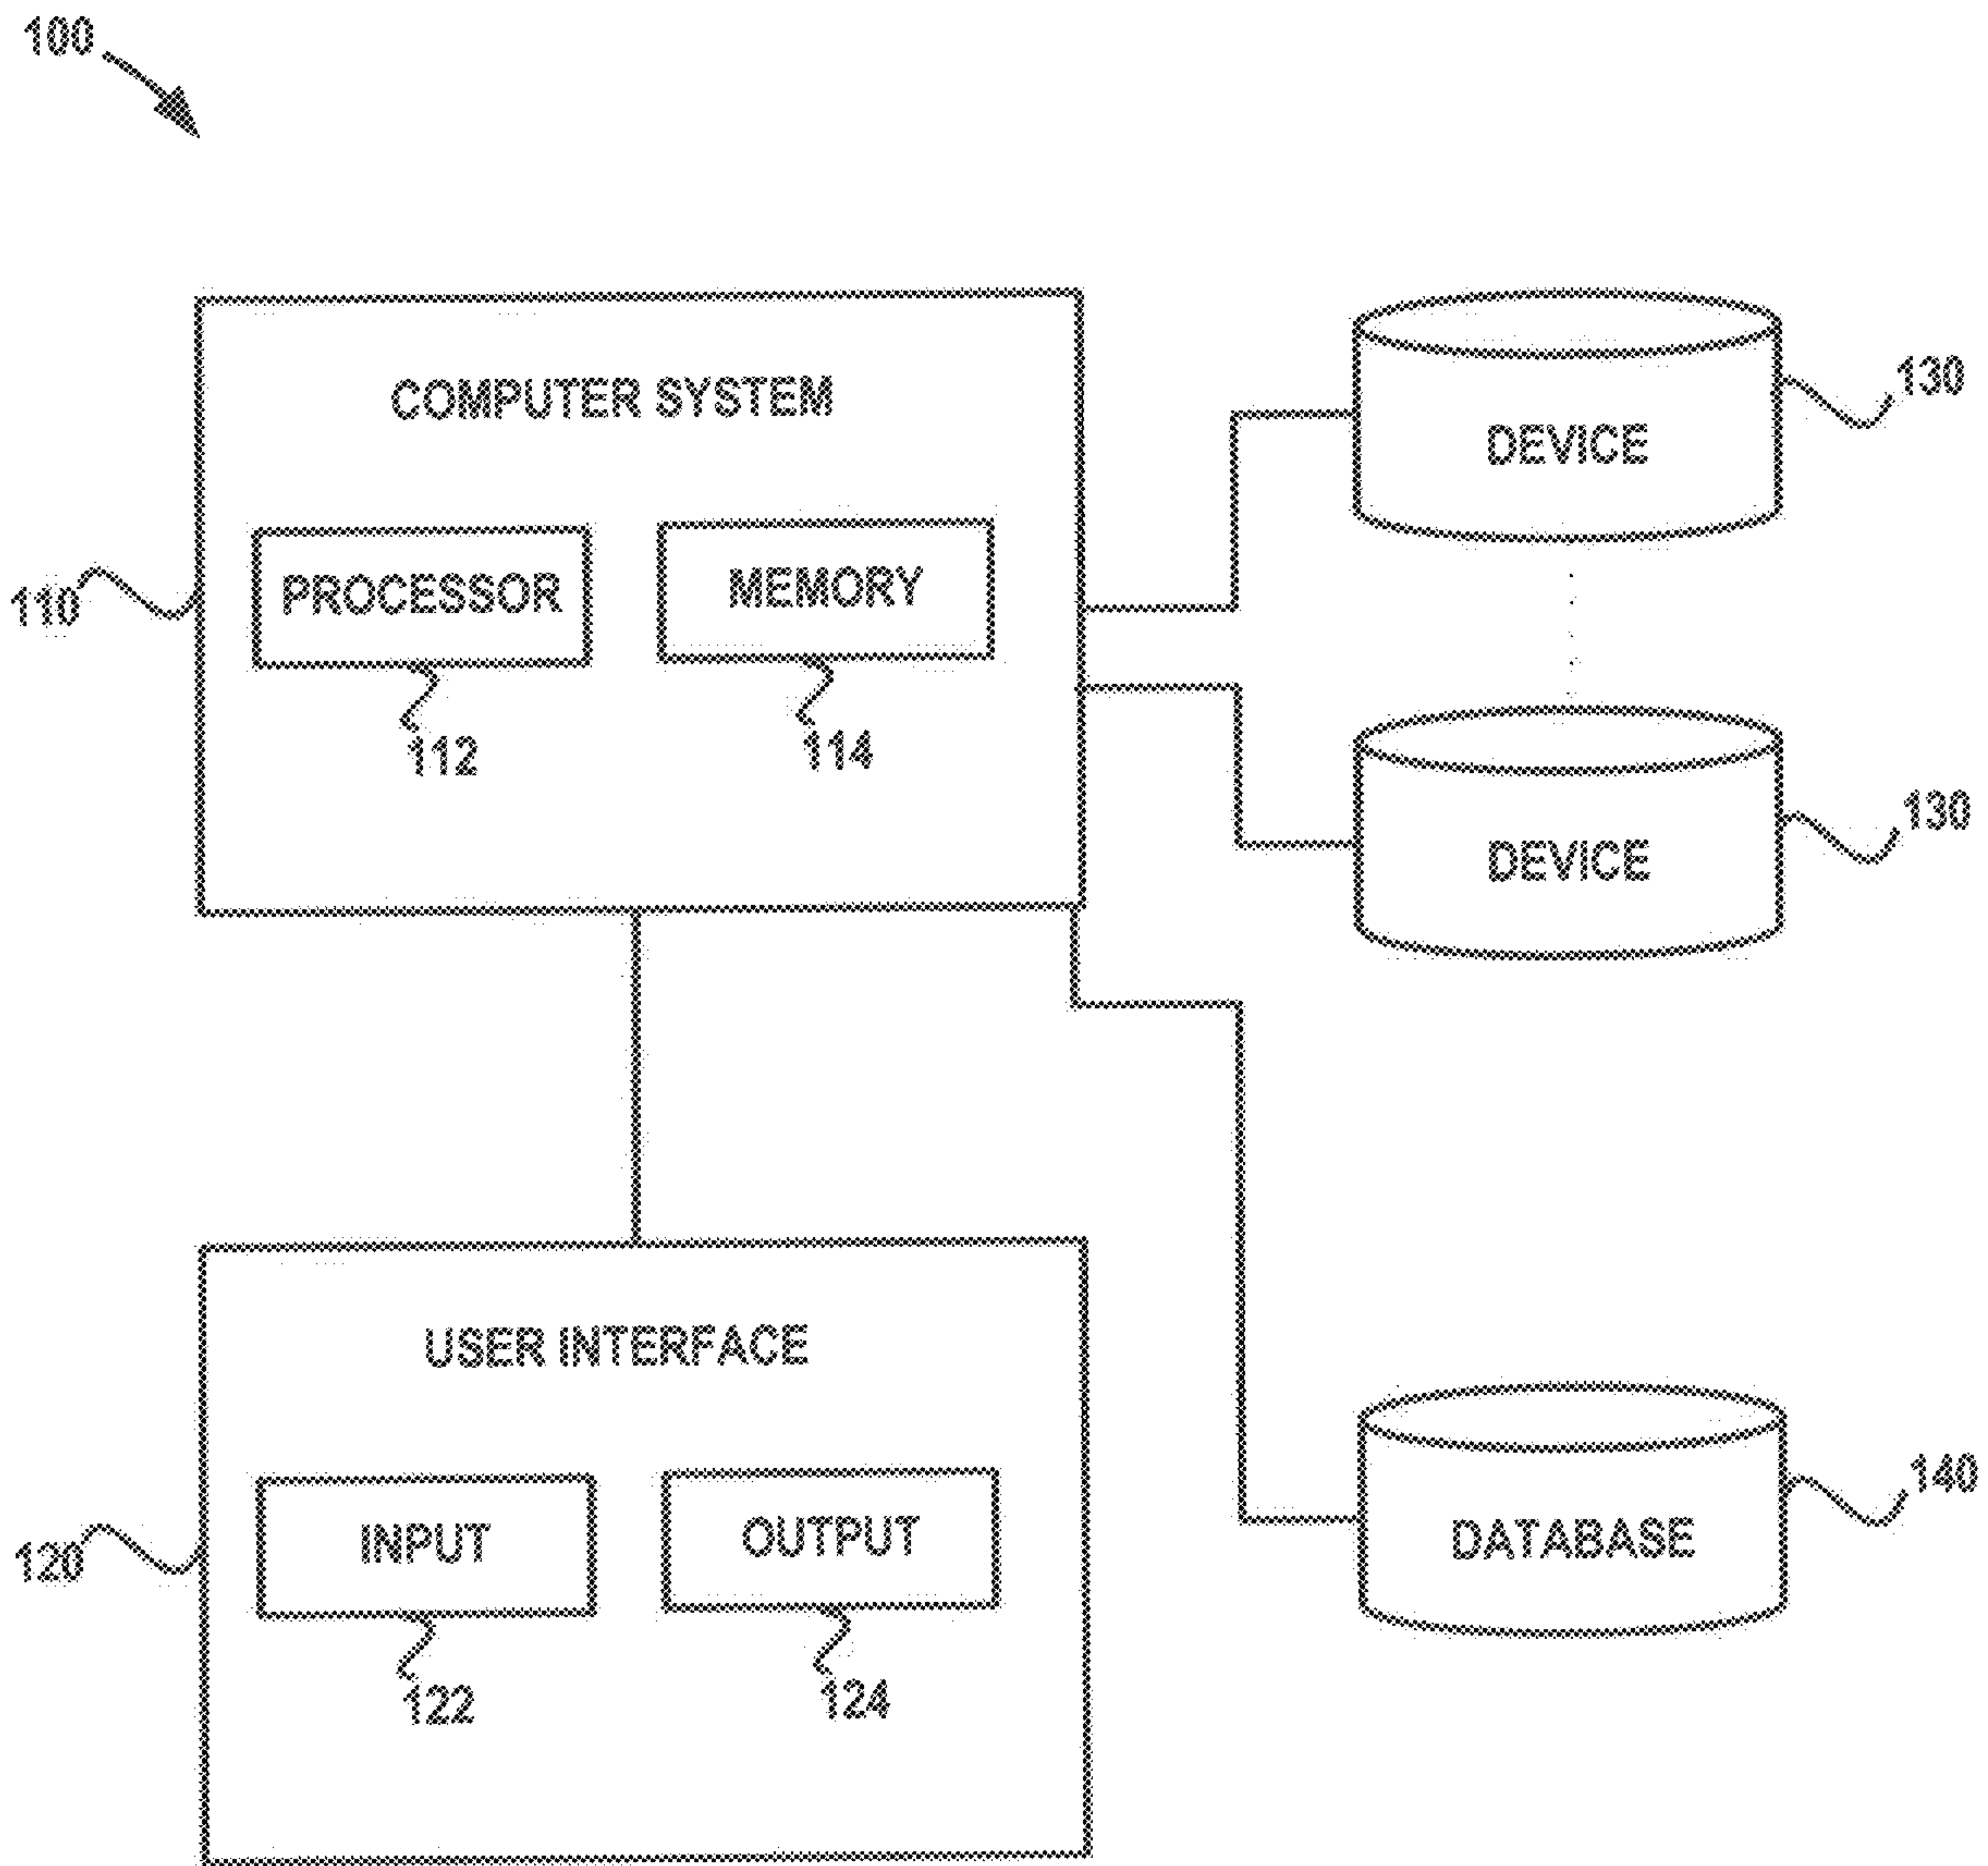 100
COMPUTER SYSTEM
130
DEVICE
PROCESSOR
MEMORY
110
112
114
130
DEVICE
USER INTERFACE
140
INPUT
OUTPUT
DATABASE
120
122
124